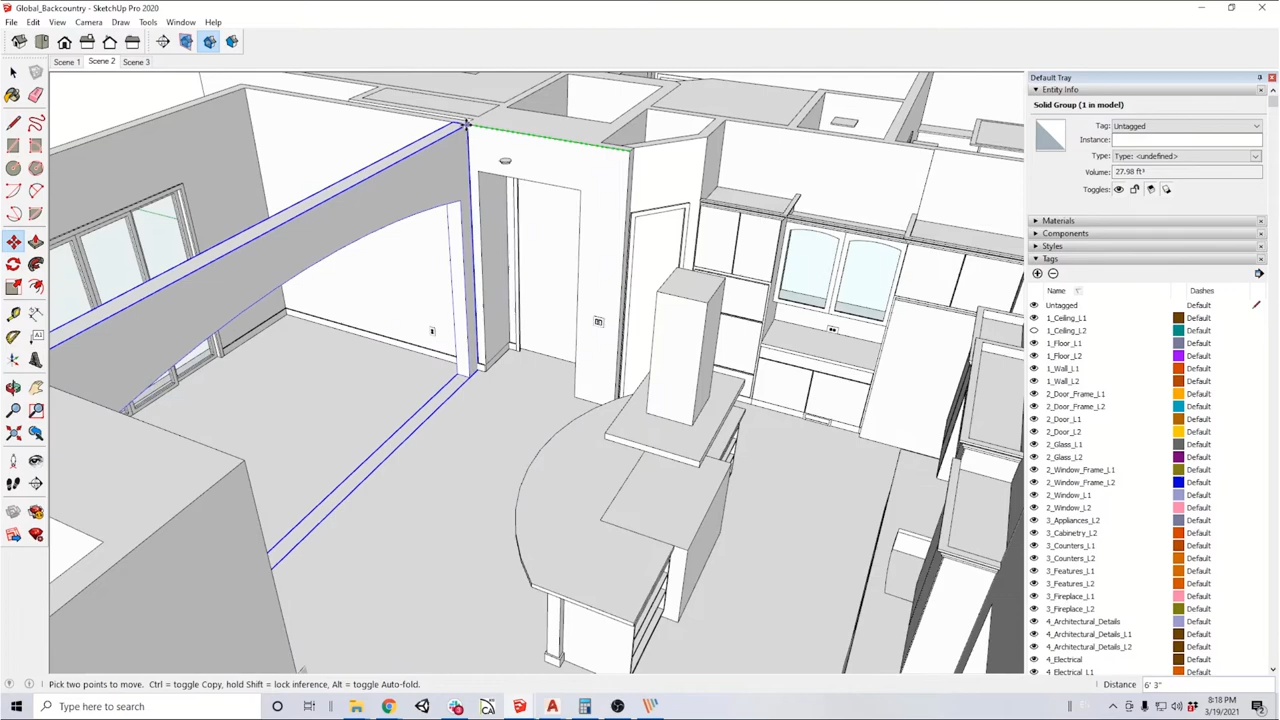 Global_Backcountry - SketchUp Pro 2020
File Edit View Camera Draw Tools Window Help
Scene 1 Scene 2 Scene 3
Default Tray
Entity Info
Solid Group (1 in model)
Tag: Untagged
Instance:
Type: Type: <undefined>
Volume: 27.98 ft³
Toggles:
Materials
Components
Styles
Tags
Name Dashes
Untagged Default
1_Ceiling_L1 Default
1_Ceiling_L2 Default
1_Floor_L1 Default
1_Floor_L2 Default
1_Wall_L1 Default
1_Wall_L2 Default
2_Door_Frame_L1 Default
2_Door_Frame_L2 Default
2_Door_L1 Default
2_Door_L2 Default
2_Glass_L1 Default
2_Glass_L2 Default
2_Window_Frame_L1 Default
2_Window_Frame_L2 Default
2_Window_L1 Default
2_Window_L2 Default
3_Appliances_L2 Default
3_Cabinetry_L2 Default
3_Counters_L1 Default
3_Counters_L2 Default
3_Features_L1 Default
3_Features_L2 Default
3_Fireplace_L1 Default
3_Fireplace_L2 Default
4_Architectural_Details Default
4_Architectural_Details_L1 Default
4_Architectural_Details_L2 Default
4_Electrical Default
4_Electrical_L1 Default
Pick two points to move. Ctrl = toggle Copy, hold Shift = lock inference, Alt = toggle Auto-fold.
Distance 6' 3"
Type here to search
8:18 PM
3/19/2021